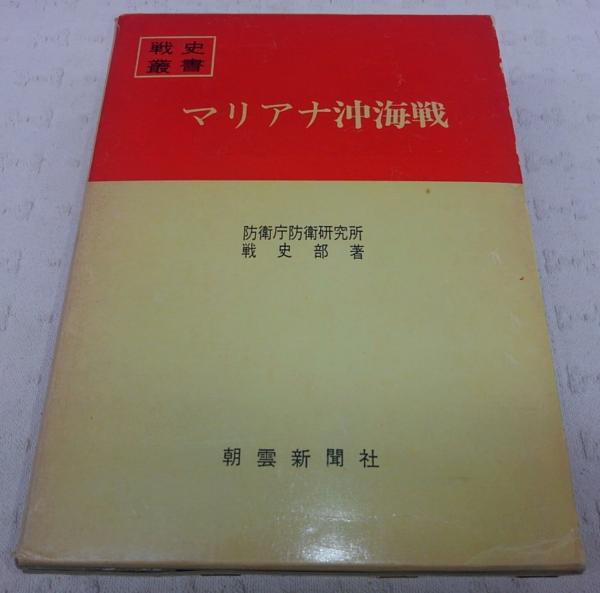 戦史
叢書
マリアナ沖海戦
防衛庁防衛研究所
戦史部著
朝雲新聞社